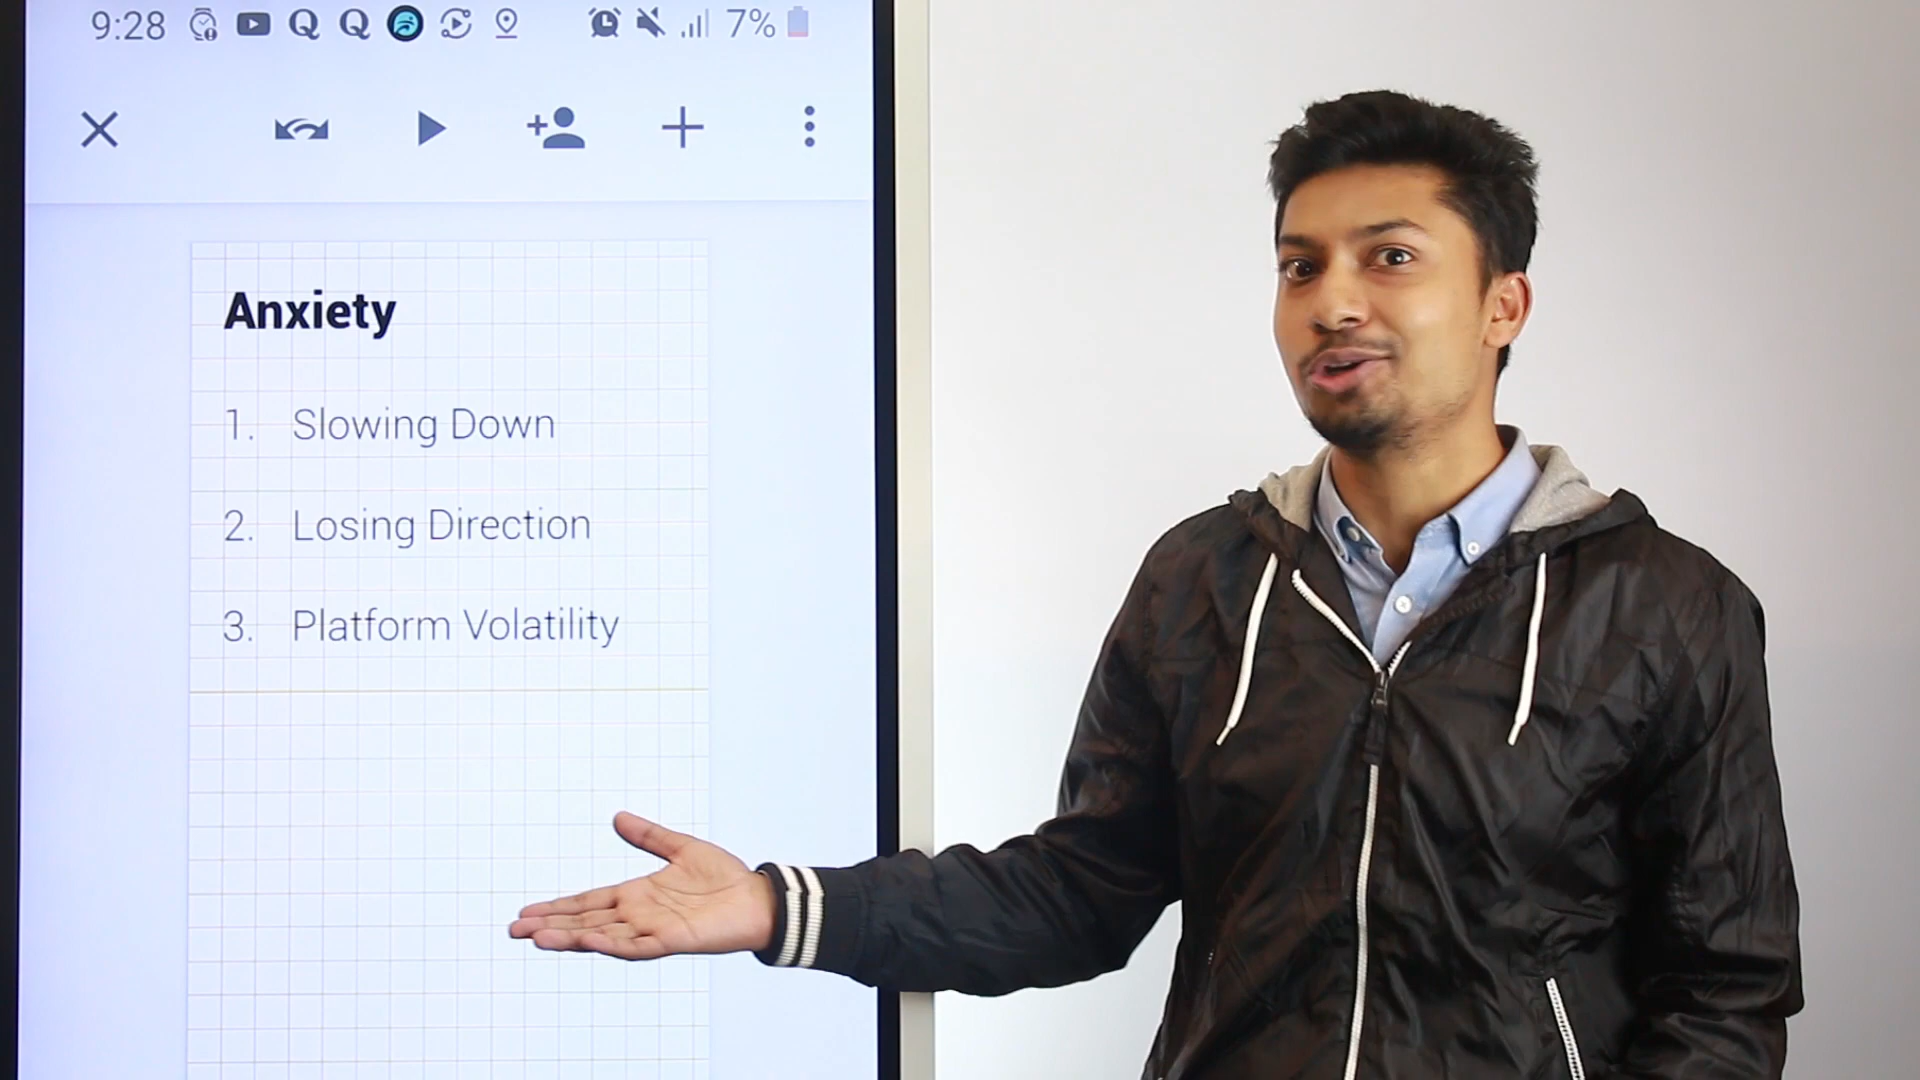 9:28 Q Q 7%
Anxiety
1. Slowing Down
2. Losing Direction
3. Platform Volatility